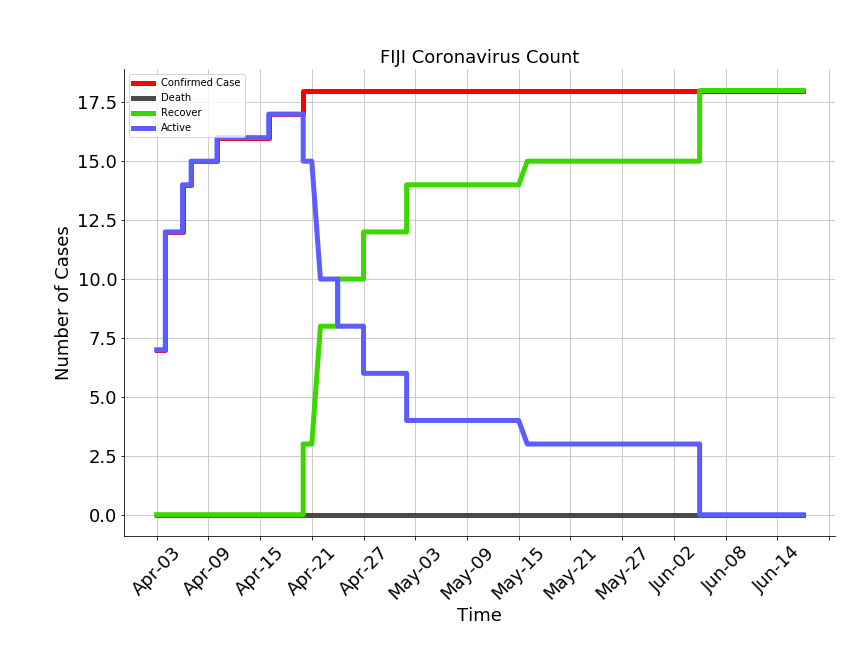 FIJI Coronavirus Count
Confirmed Case
Death
Recover
Active
17.5
15.0
12.5
10.0
7.5
5.0
2.5
0.0
Number of Cases
Apr-03
Apr-09
Apr-15
Apr-21
Apr-27
May-03
May-09
May-15
May-21
May-27
Jun-02
Jun-08
Jun-14
Time